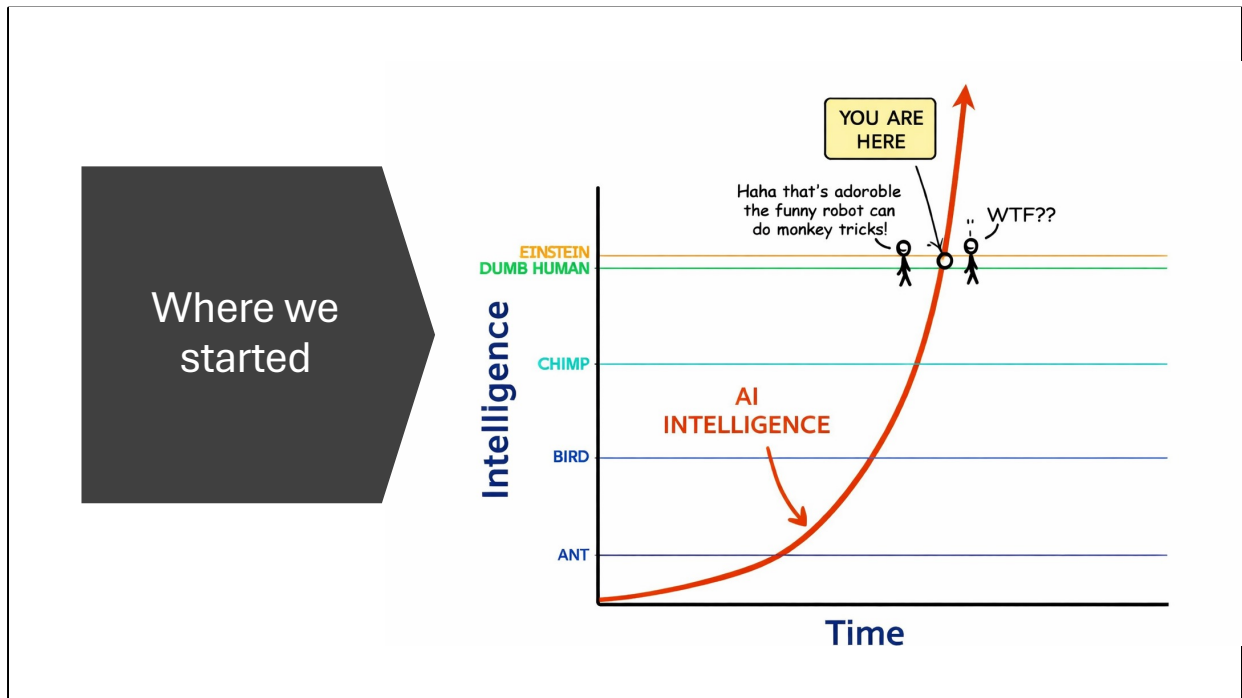 Where we
started
YOU ARE
HERE
Haha that's adoroble
the funny robot can
do monkey tricks!
WTF??
EINSTEIN
DUMB HUMAN
CHIMP
BIRD
ANT
Intelligence
AI
INTELLIGENCE
Time